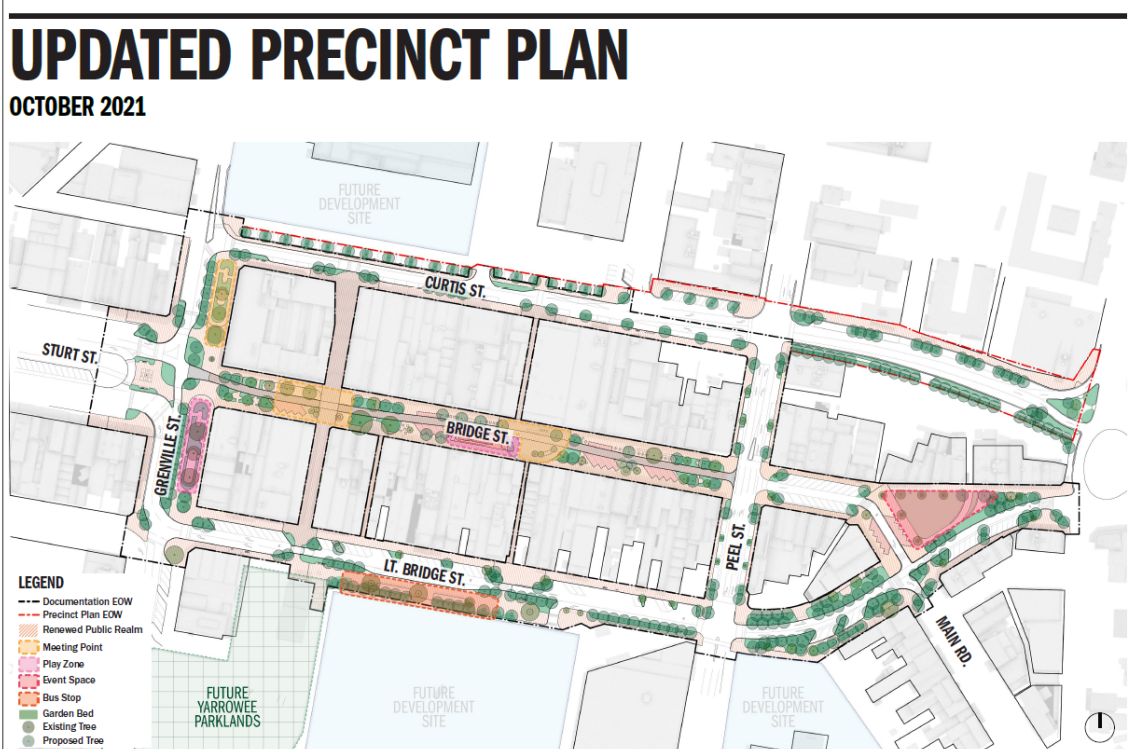 UPDATED PRECINCT PLAN
OCTOBER 2021
FUTURE
DEVELOPMENT
SITE
CURTIS ST.
STURT ST.
GRENVILLE ST.
BRIDGE ST.
PEEL ST.
LT. BRIDGE ST.
MAIN RD.
LEGEND
Documentation EOW
Precinct Plan EOW
Renewed Public Realm
Meeting Point
Play Zone
Event Space
Bus Stop
Garden Bed
Existing Tree
Proposed Tree
FUTURE
YARROWEE
PARKLANDS
FUTURE
DEVELOPMENT
SITE
FUTURE
DEVELOPMENT
SITE